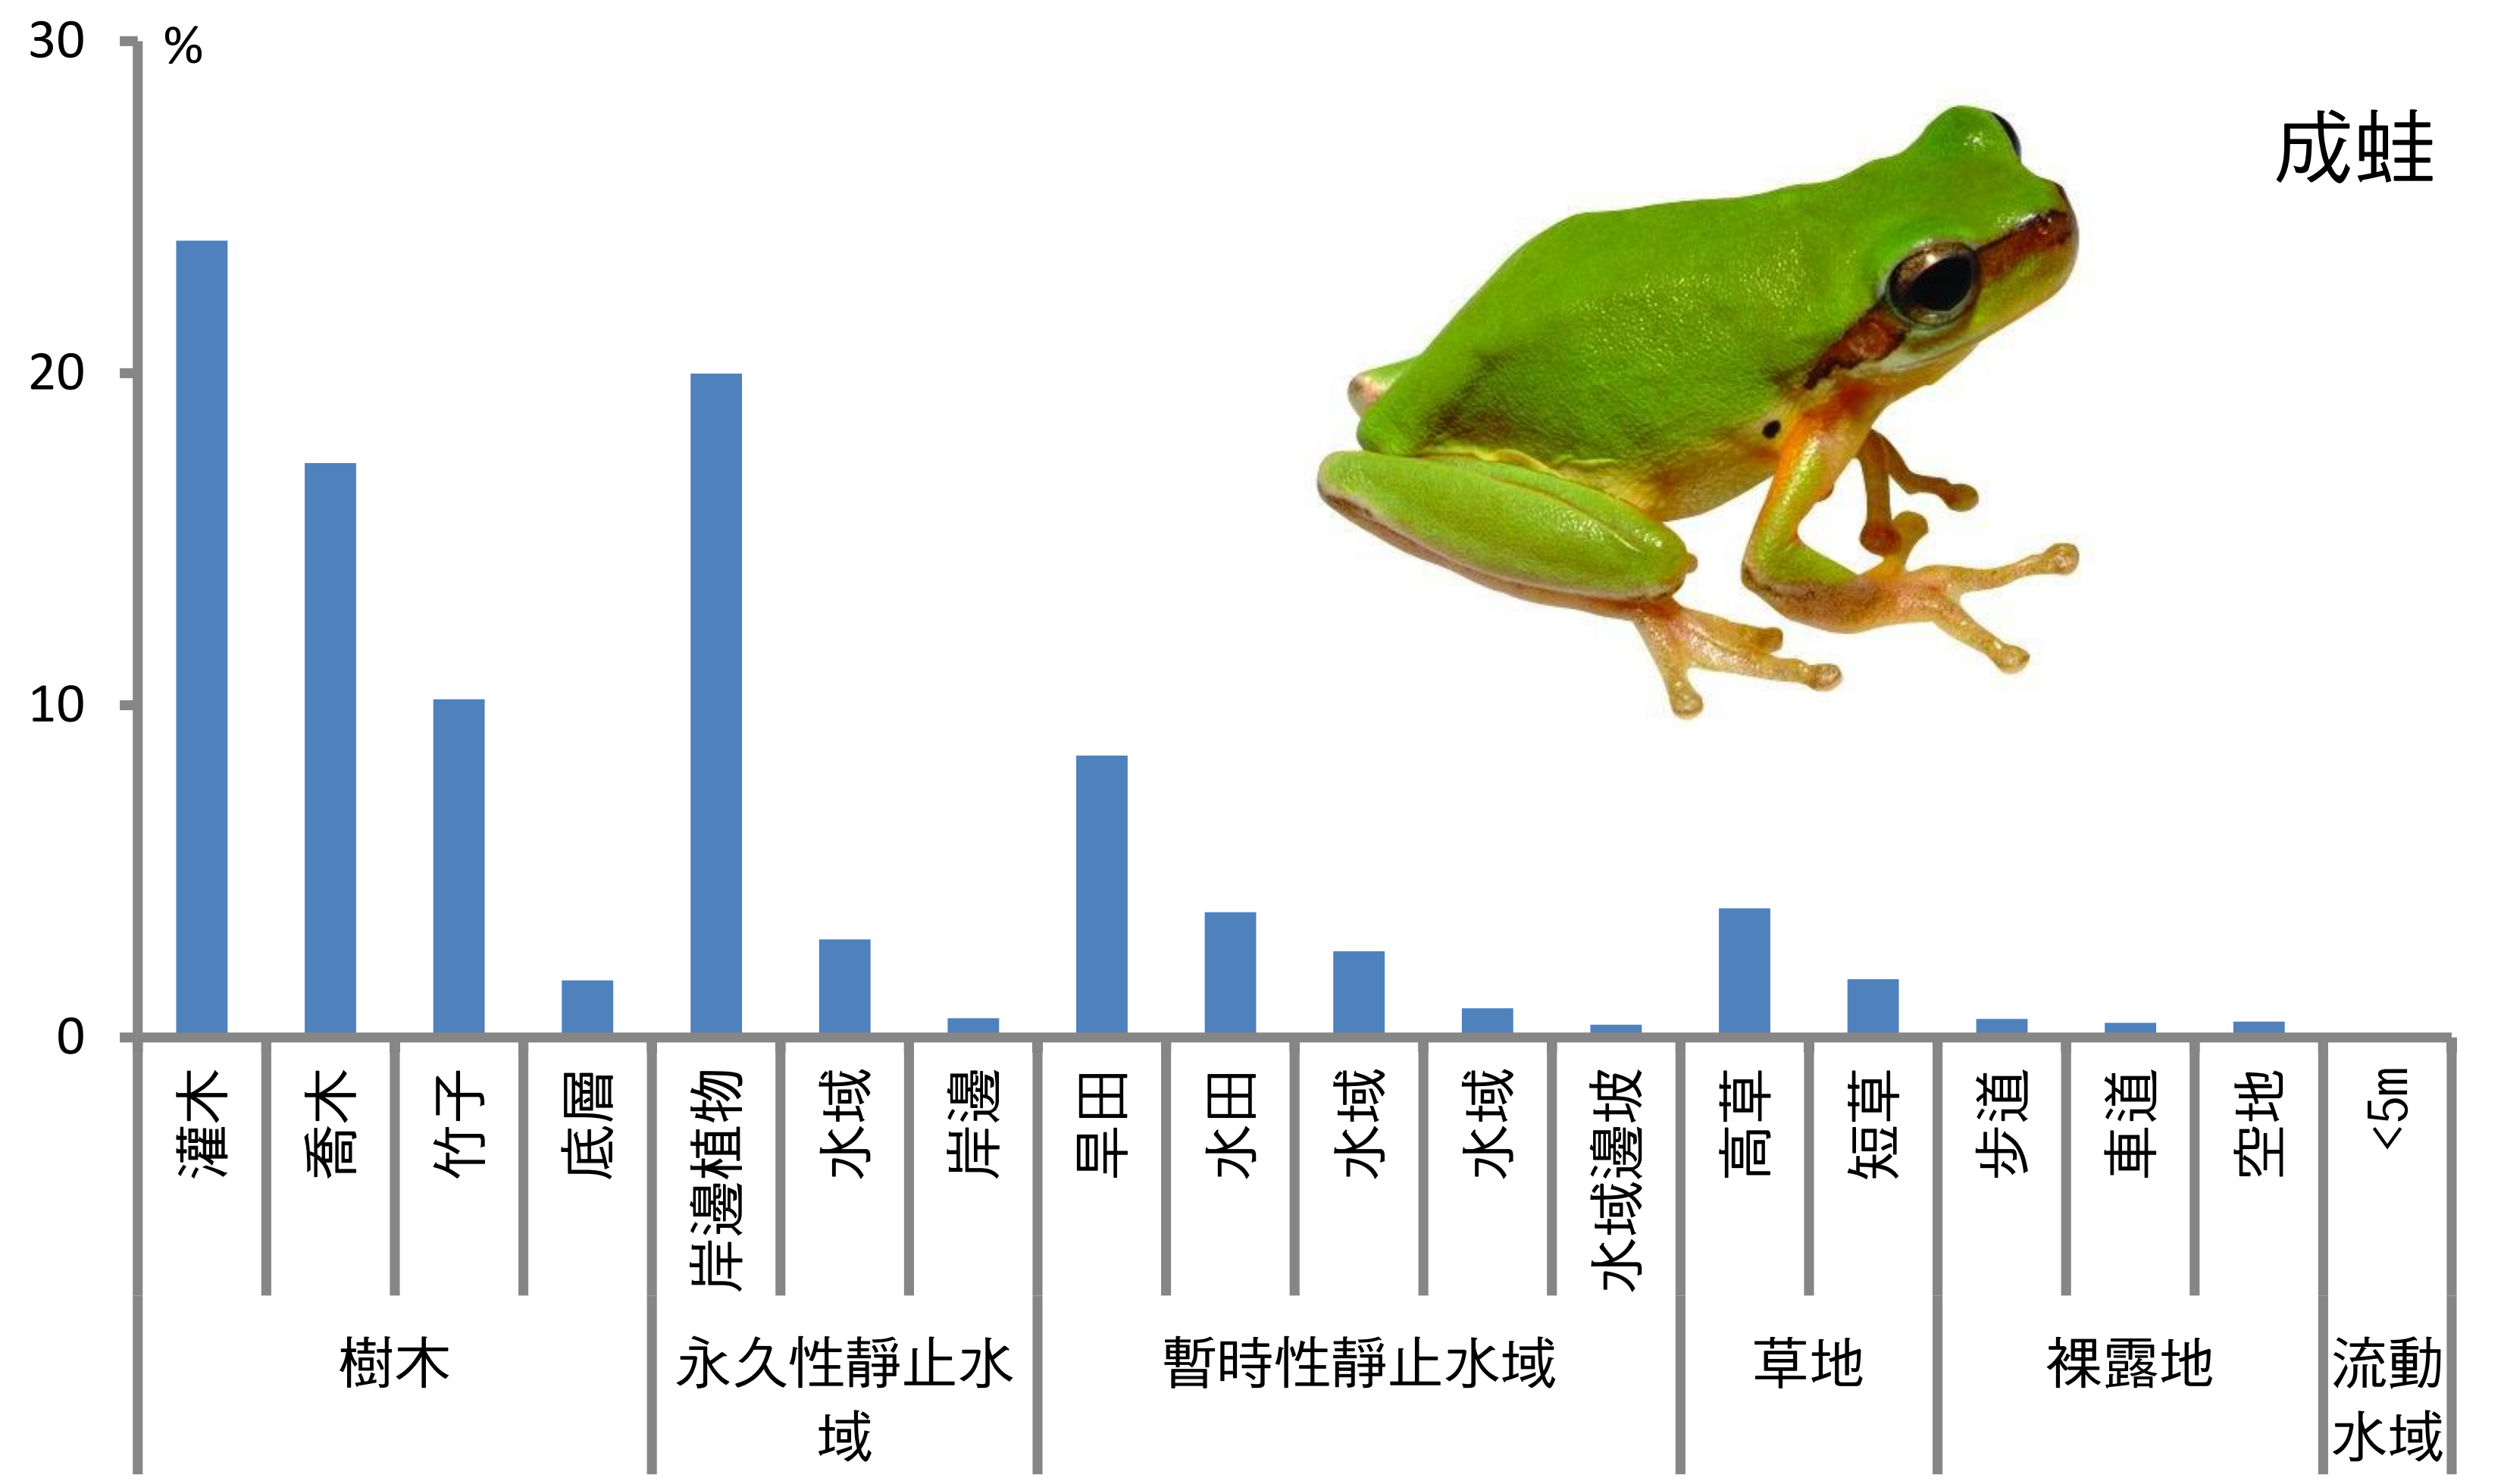 30
%
成蛙
20
10
0
灌木
喬木
竹子
底層
岸邊植物
水域
岸邊
旱田
水田
水域
水域
水域邊坡
高草
短草
步道
車道
空地
<5m
樹木
永久性靜止水
域
暫時性靜止水域
草地
裸露地
流動
水域